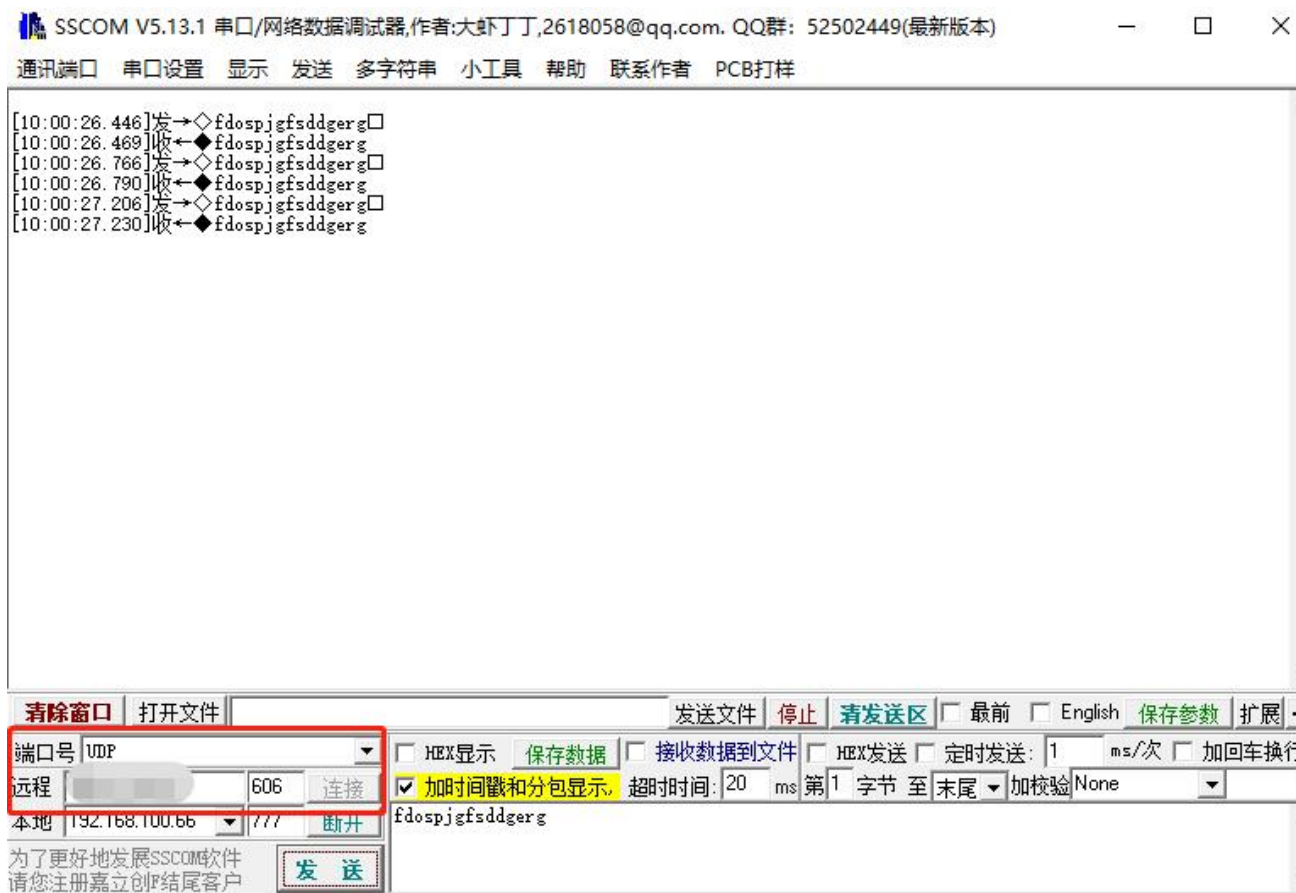 SSCOM V5.13.1 串口/网络数据调试器,作者:大虾丁丁,2618058@qq.com. QQ群: 52502449(最新版本)
通讯端口 串口设置 显示 发送 多字符串 小工具 帮助 联系作者 PCB打样
[10:00:26.446]发→◇fdospjgfsddgerg□
[10:00:26.469]收←◆fdospjgfsddgerg
[10:00:26.766]发→◇fdospjgfsddgerg□
[10:00:26.790]收←◆fdospjgfsddgerg
[10:00:27.206]发→◇fdospjgfsddgerg□
[10:00:27.230]收←◆fdospjgfsddgerg
清除窗口 打开文件 发送文件 停止 清发送区 最前 English 保存参数 扩展
端口号 UDP HEX显示 保存数据 接收数据到文件 HEX发送 定时发送: 1 ms/次 加回车换行
远程 606 连接 加时间戳和分包显示, 超时时间: 20 ms 第 1 字节 至 末尾 加校验 None
本地 192.168.100.66 777 断开 fdospjgfsddgerg
为了更好地发展SSCOM软件
请您注册嘉立创F结尾客户
发 送